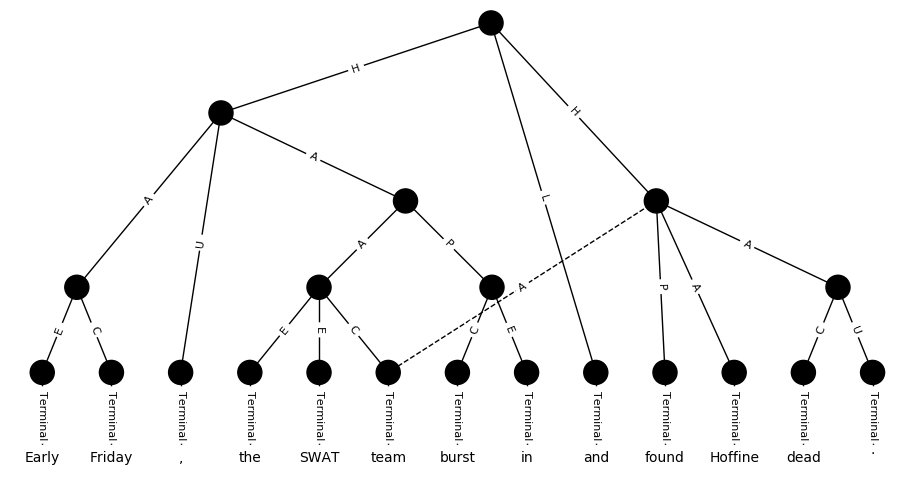 H
A
H
A
L
A
U
A
P
A
P
A
A
E
C
E
E
C
C
E
C
U
Terminal Terminal Terminal Terminal Terminal Terminal Terminal Terminal Terminal Terminal Terminal Terminal Terminal
Early Friday , the SWAT team burst in and found Hoffine dead .